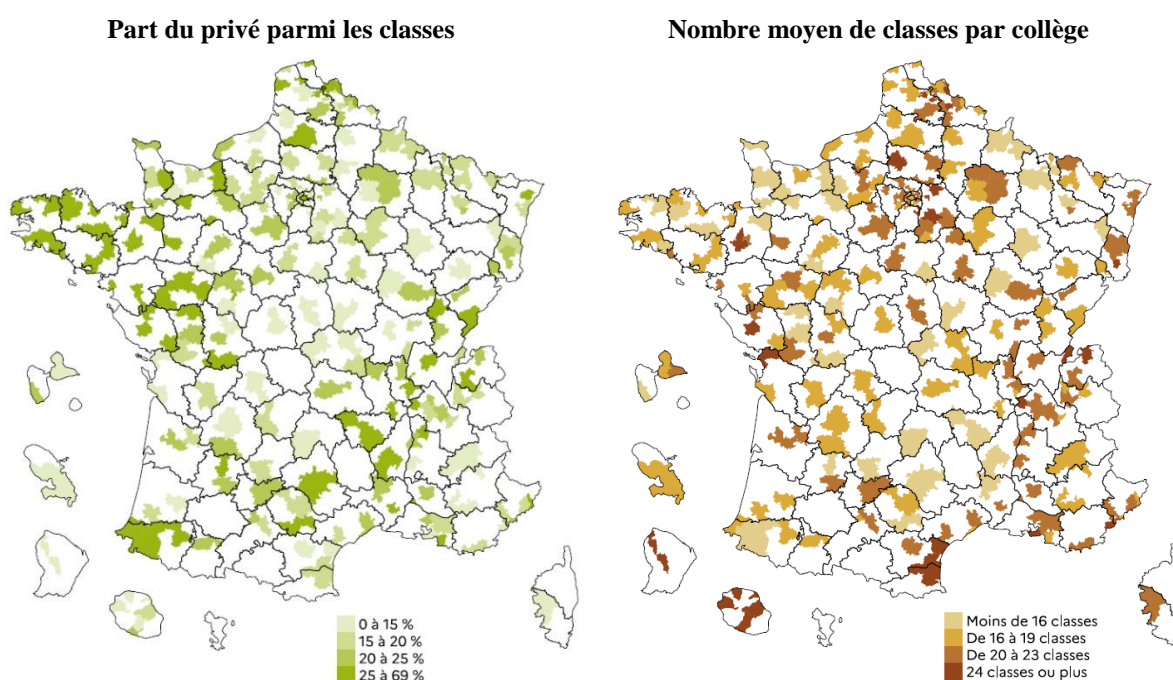 Part du privé parmi les classes
Nombre moyen de classes par collège
0 à 15 %
15 à 20 %
20 à 25 %
25 à 69 %
Moins de 16 classes
De 16 à 19 classes
De 20 à 23 classes
24 classes ou plus